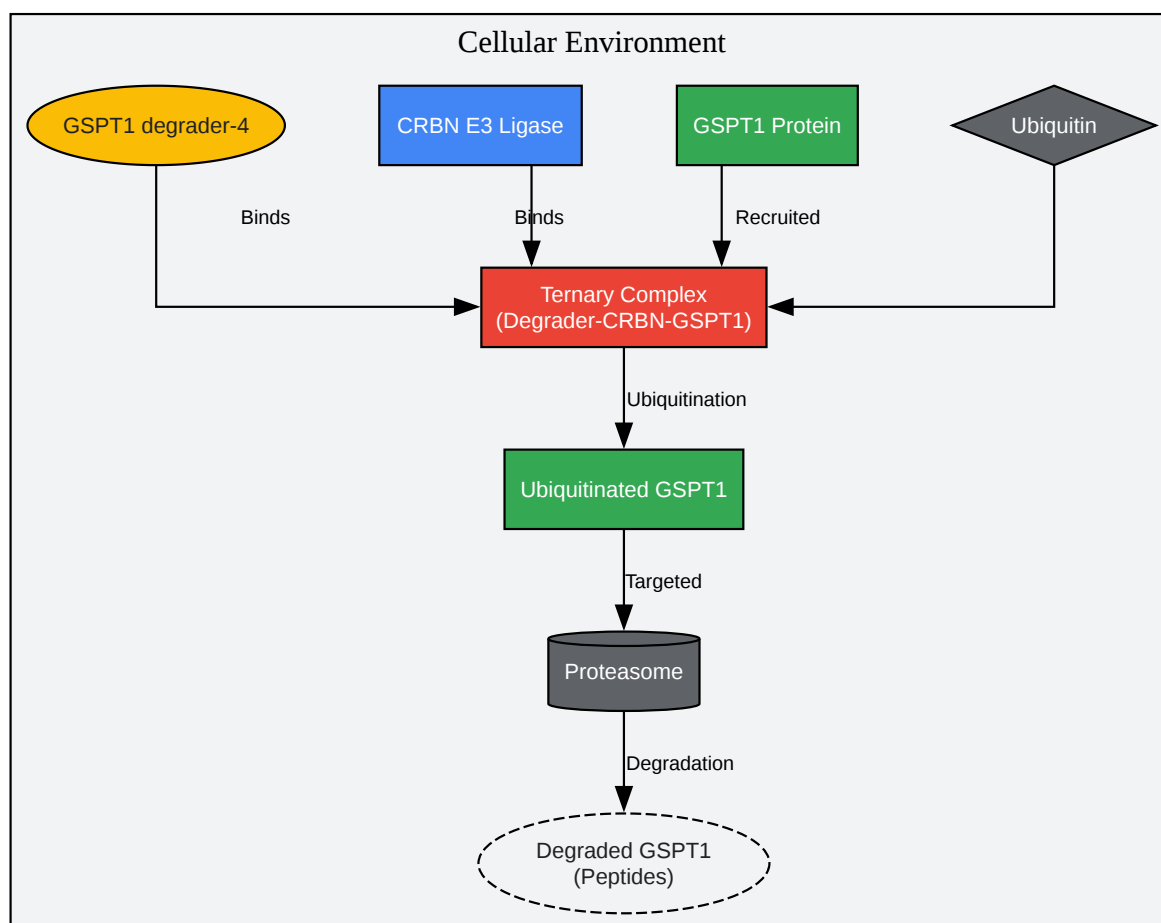 Cellular Environment
GSPT1 degrader-4
CRBN E3 Ligase
GSPT1 Protein
Ubiquitin
Binds
Binds
Recruited
Ternary Complex
(Degrader-CRBN-GSPT1)
Ubiquitination
Ubiquitinated GSPT1
Targeted
Proteasome
Degradation
Degraded GSPT1
(Peptides)